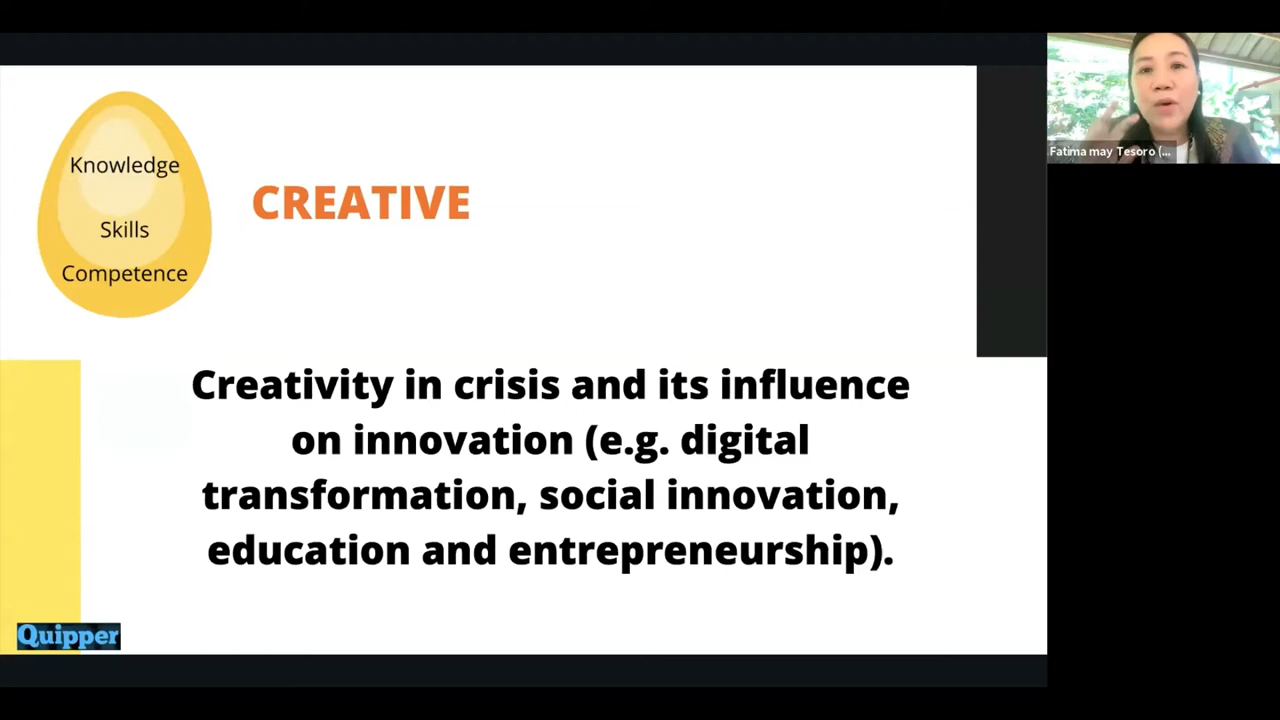 Knowledge
Skills
Competence
CREATIVE
Creativity in crisis and its influence
on innovation (e.g. digital
transformation, social innovation,
education and entrepreneurship).
Quipper
Fatima may Tesoro (...